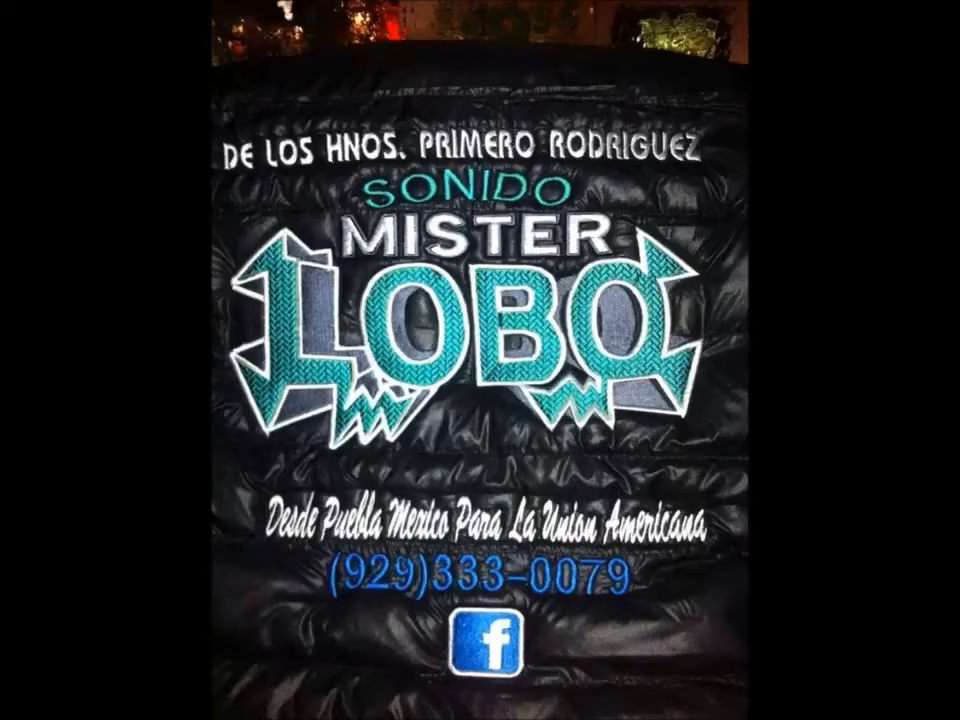 DE LOS HNOS. PRIMERO RODRIGUEZ
SONIDO
MISTER
LOBO
Desde Puebla Mexico Para La Union Americana
(929)333-0079
f